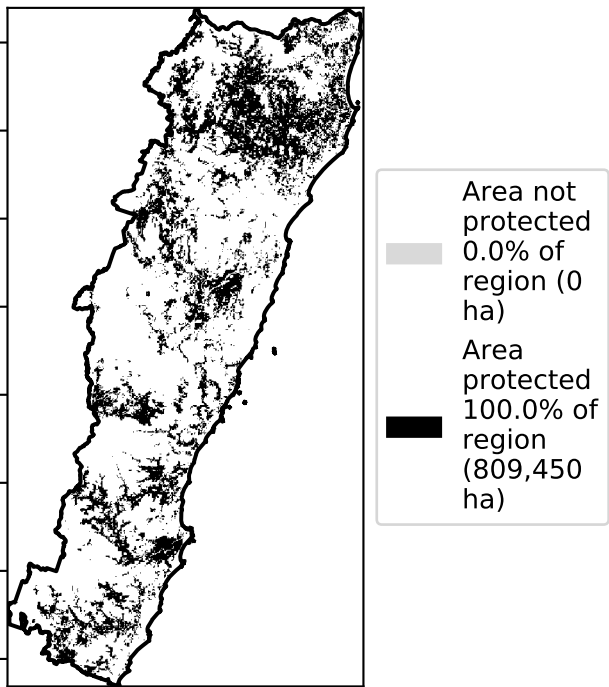 Area not
protected
0.0% of
region (0
ha)
Area
protected
100.0% of
region
(809,450
ha)